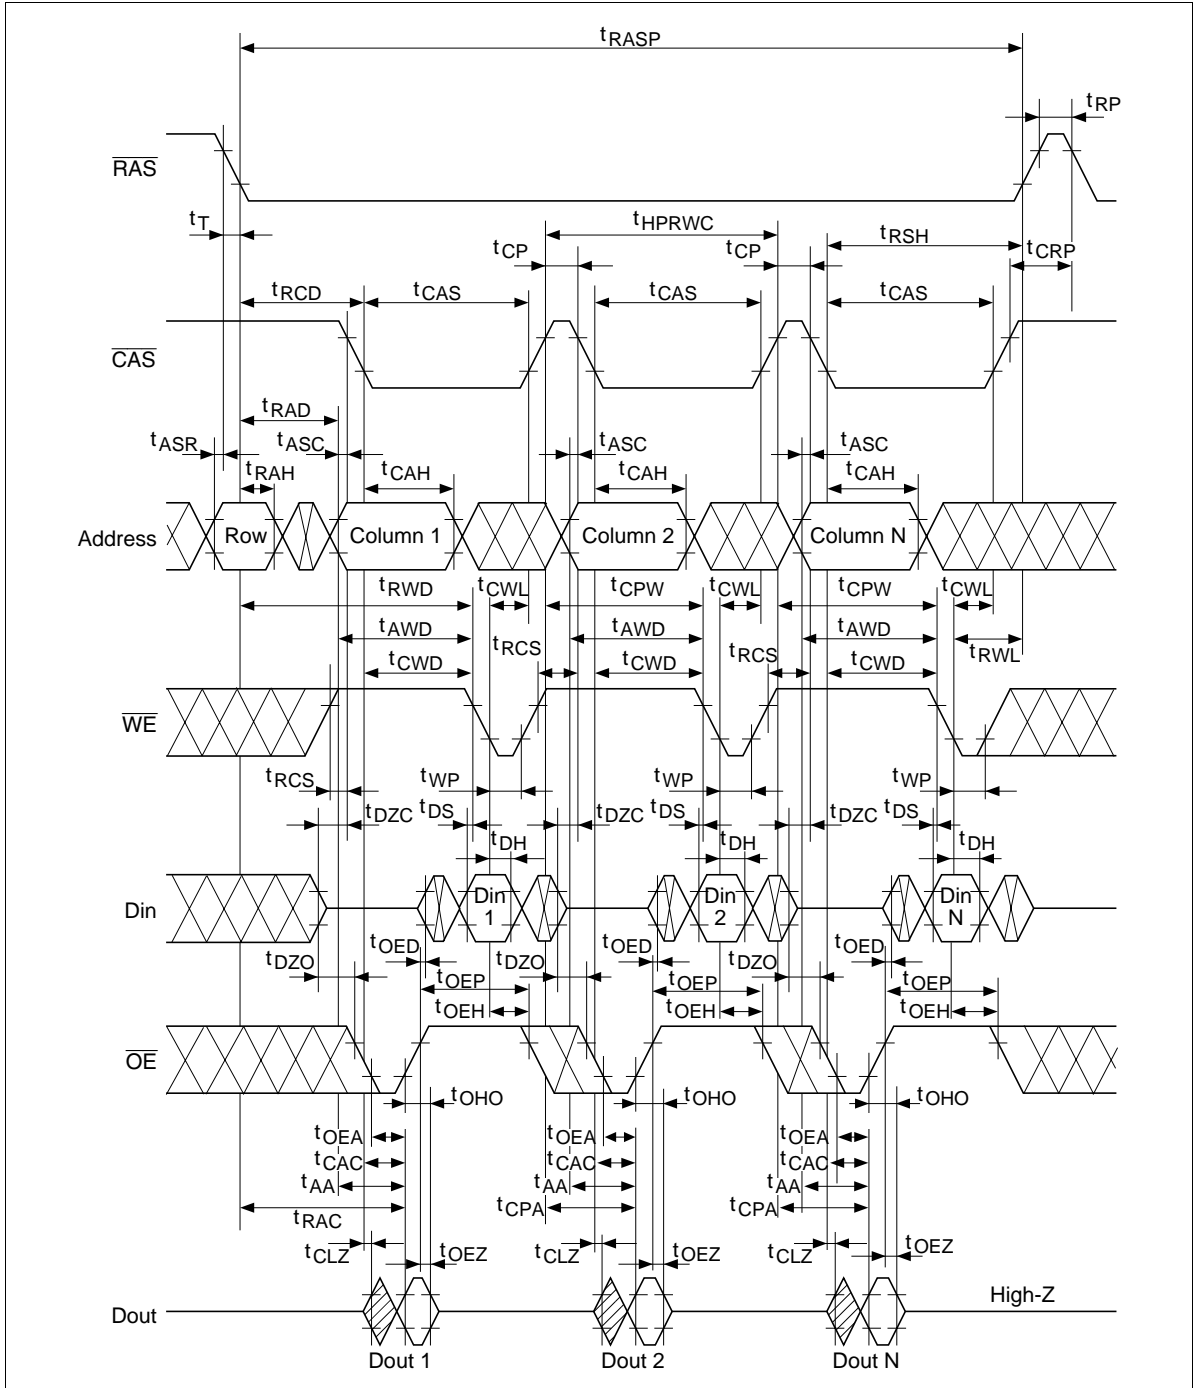 tRASP
tRP
RAS
tT
tHPRWC
tRSH
tCP
tCP
tCRP
tRCD
tCAS
tCAS
tCAS
CAS
tRAD
tASR
tASC
tASC
tASC
tRAH
tCAH
tCAH
tCAH
Address
Row
Column 1
Column 2
Column N
tRWD
tCWL
tCPW
tCWL
tCPW
tCWL
tAWD
tAWD
tAWD
tRCS
tRCS
tCWD
tCWD
tCWD
tRWL
WE
tRCS
tWP
tWP
tWP
tDZC
tDS
tDZC
tDS
tDZC
tDS
tDH
tDH
tDH
Din
Din 1
Din 2
Din N
tOED
tOED
tOED
tDZO
tDZO
tDZO
tOEP
tOEP
tOEP
tOEH
tOEH
tOEH
OE
tOHO
tOHO
tOHO
tOEA
tOEA
tOEA
tCAC
tCAC
tCAC
tAA
tAA
tAA
tRAC
tCPA
tCPA
tCLZ
tOEZ
tCLZ
tOEZ
tCLZ
tOEZ
High-Z
Dout
Dout 1
Dout 2
Dout N